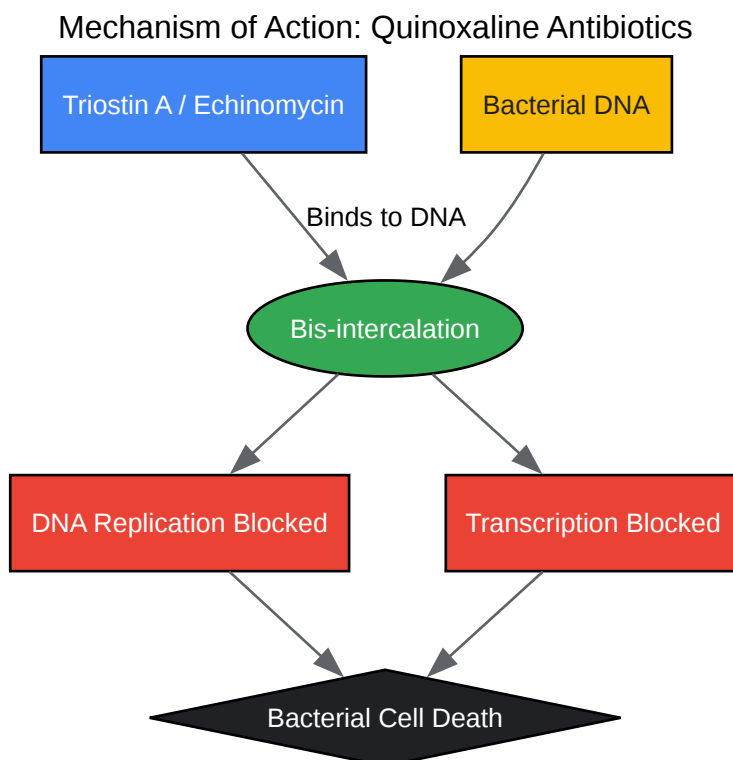 Mechanism of Action: Quinoxaline Antibiotics
Triostin A / Echinomycin
Bacterial DNA
Binds to DNA
Bis-intercalation
DNA Replication Blocked
Transcription Blocked
Bacterial Cell Death